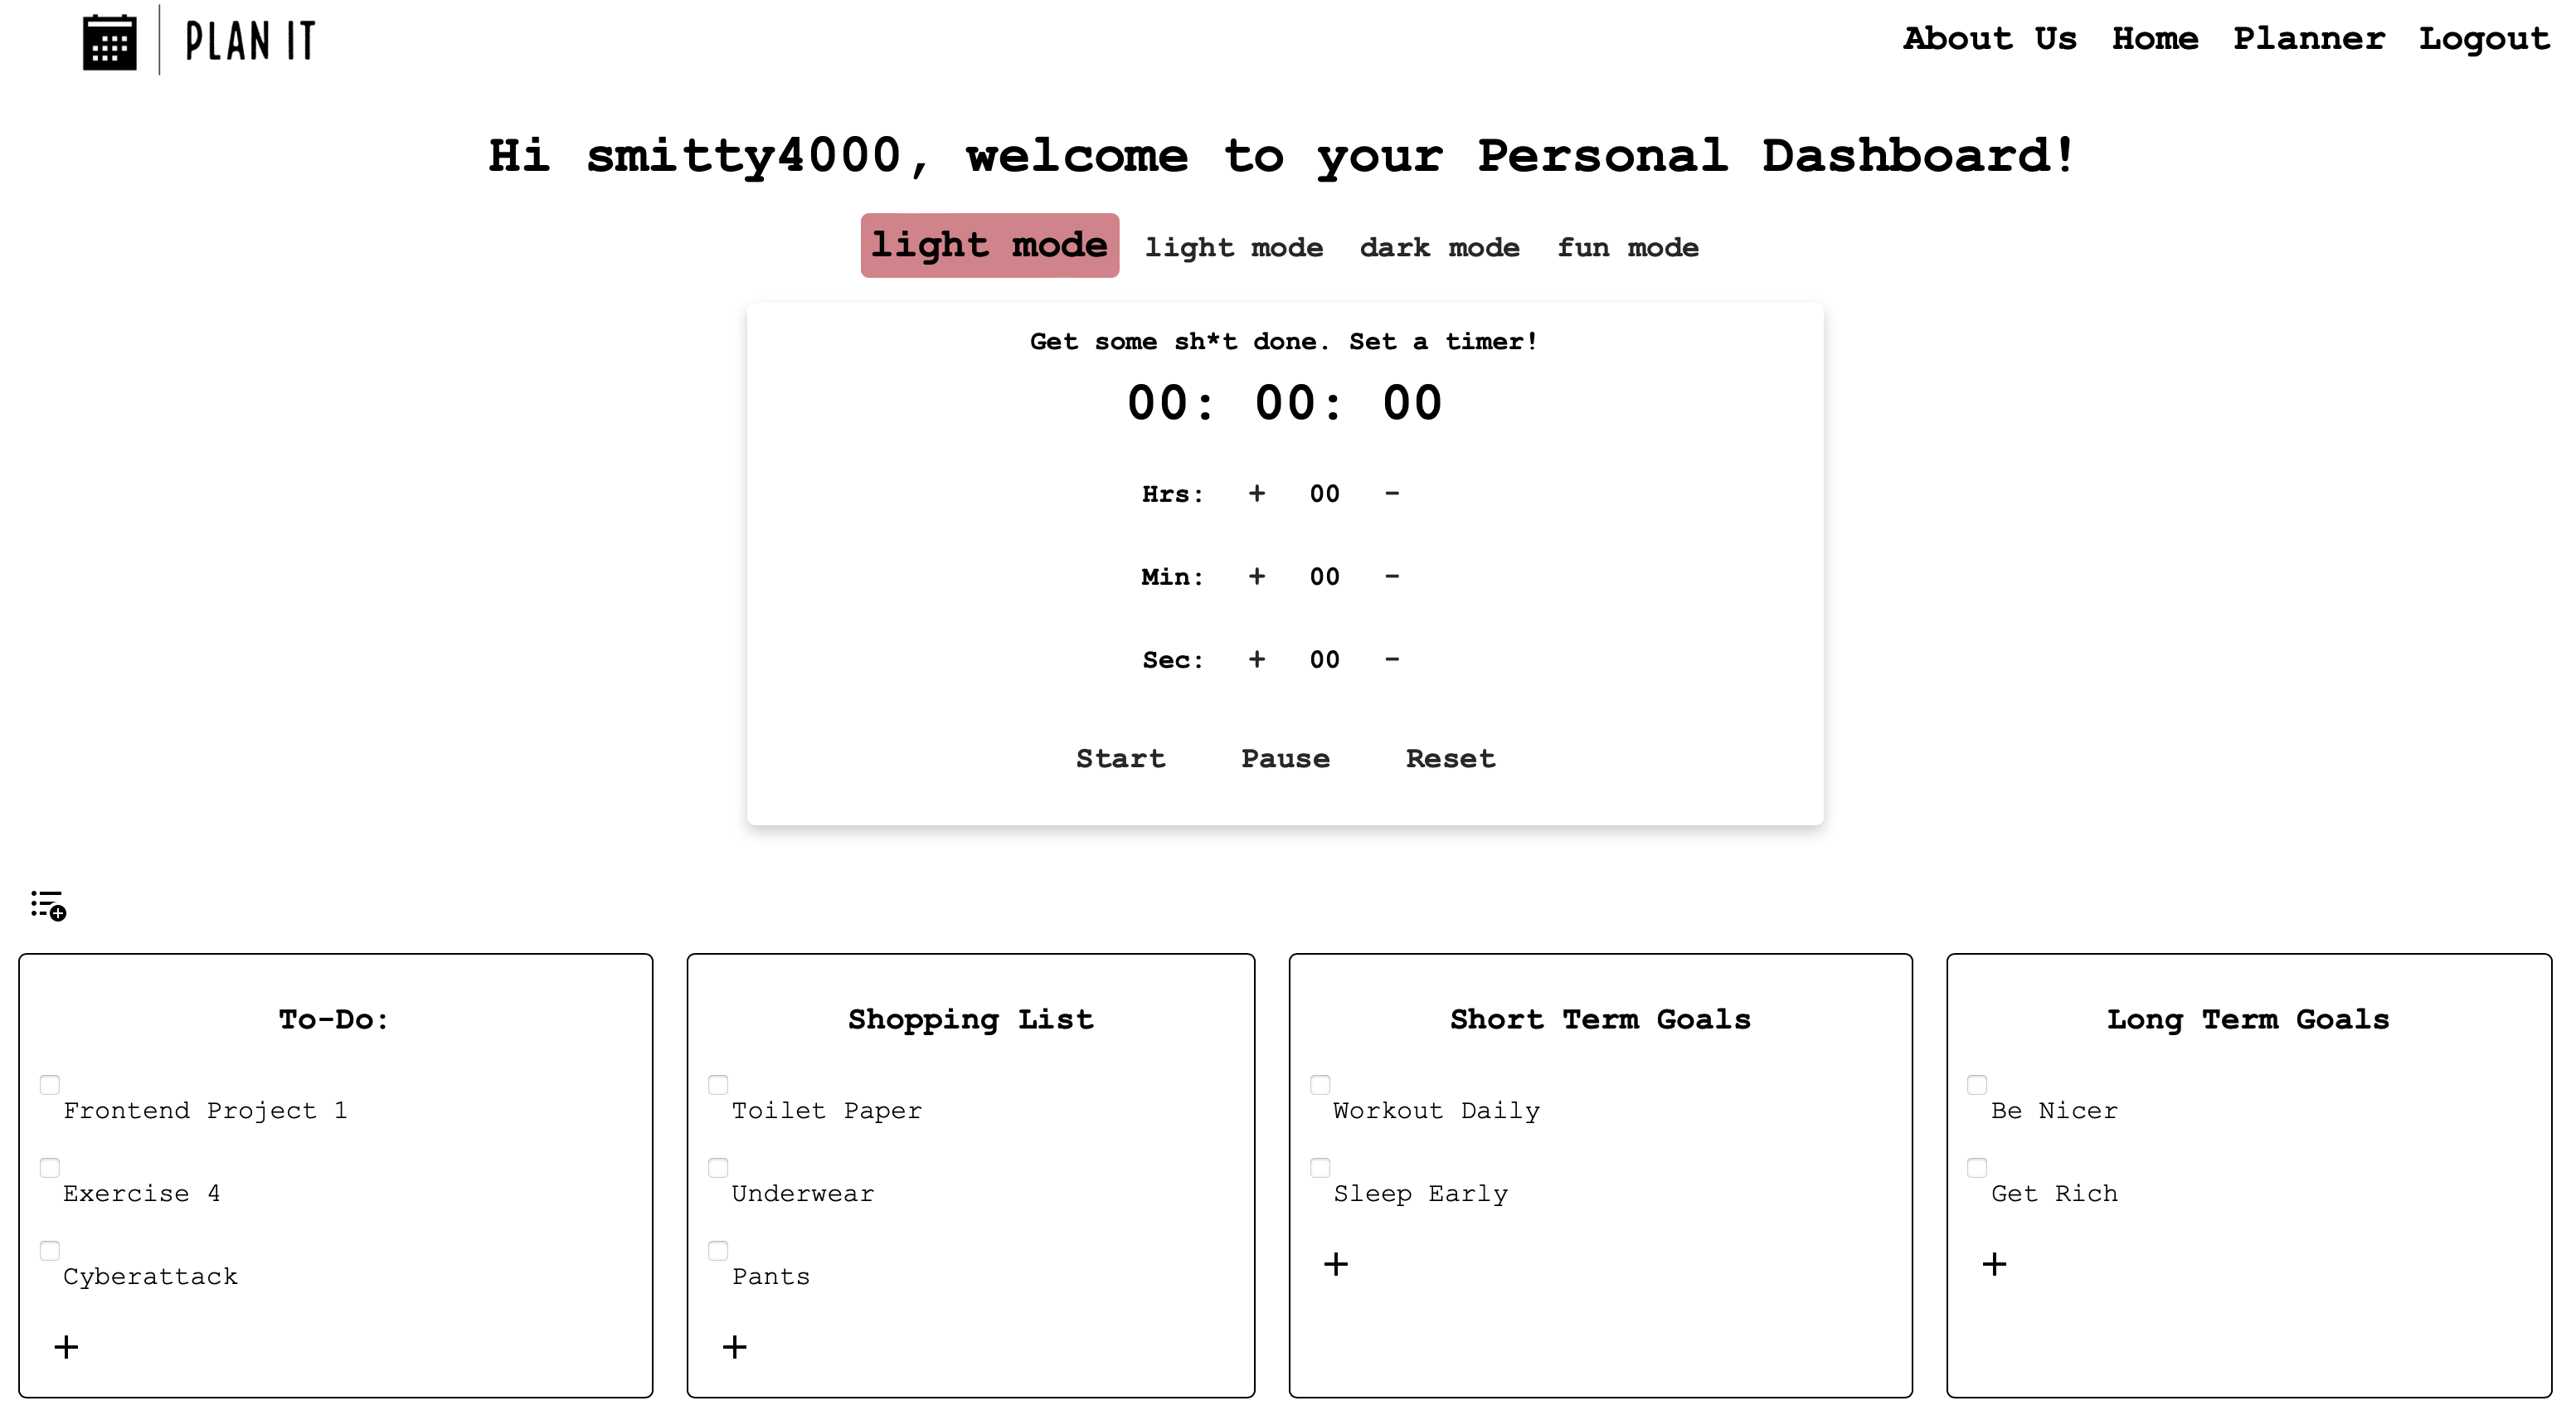 PLAN IT
About Us Home Planner Logout
Hi smitty4000, welcome to your Personal Dashboard!
light mode light mode dark mode fun mode
Get some sh*t done. Set a timer!
00: 00: 00
Hrs: + 00 -
Min: + 00 -
Sec: + 00 -
Start Pause Reset
To-Do:
Frontend Project 1
Exercise 4
Cyberattack
+
Shopping List
Toilet Paper
Underwear
Pants
+
Short Term Goals
Workout Daily
Sleep Early
+
Long Term Goals
Be Nicer
Get Rich
+